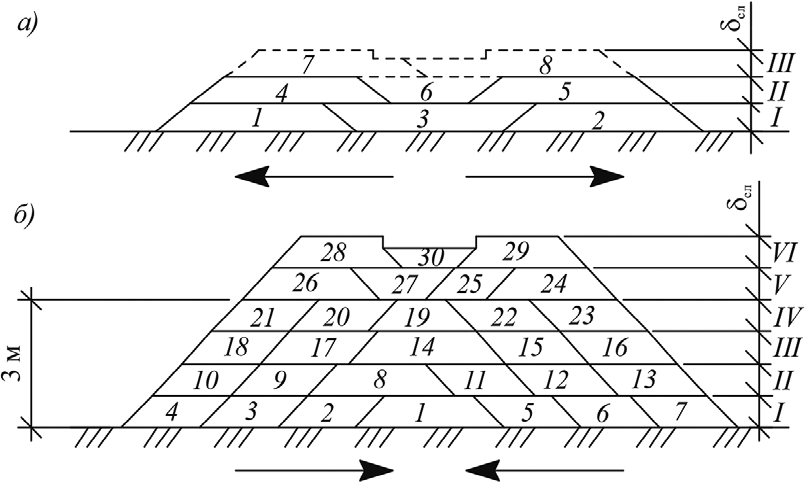 а)
δсл
7 8 III
4 6 5 II
1 3 2 I
б)
δсл
28 30 29 VI
26 27 25 24 V
21 20 19 22 23 IV
18 17 14 15 16 III
10 9 8 11 12 13 II
4 3 2 1 5 6 7 I
3 м